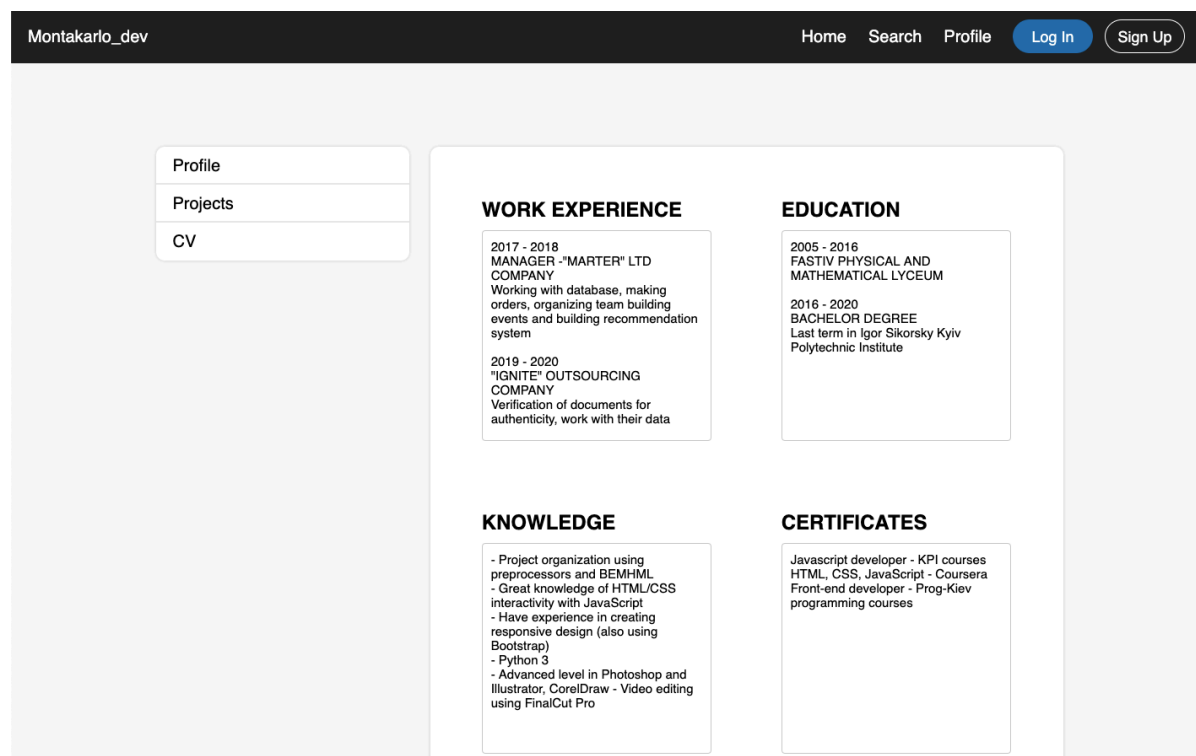 Montakarlo_dev
Home Search Profile Log In Sign Up
Profile
Projects
CV
WORK EXPERIENCE
2017 - 2018
MANAGER -"MARTER" LTD
COMPANY
Working with database, making
orders, organizing team building
events and building recommendation
system
2019 - 2020
"IGNITE" OUTSOURCING
COMPANY
Verification of documents for
authenticity, work with their data
EDUCATION
2005 - 2016
FASTIV PHYSICAL AND
MATHEMATICAL LYCEUM
2016 - 2020
BACHELOR DEGREE
Last term in Igor Sikorsky Kyiv
Polytechnic Institute
KNOWLEDGE
- Project organization using
preprocessors and BEMHML
- Great knowledge of HTML/CSS
interactivity with JavaScript
- Have experience in creating
responsive design (also using
Bootstrap)
- Python 3
- Advanced level in Photoshop and
Illustrator, CorelDraw - Video editing
using FinalCut Pro
CERTIFICATES
Javascript developer - KPI courses
HTML, CSS, JavaScript - Coursera
Front-end developer - Prog-Kiev
programming courses